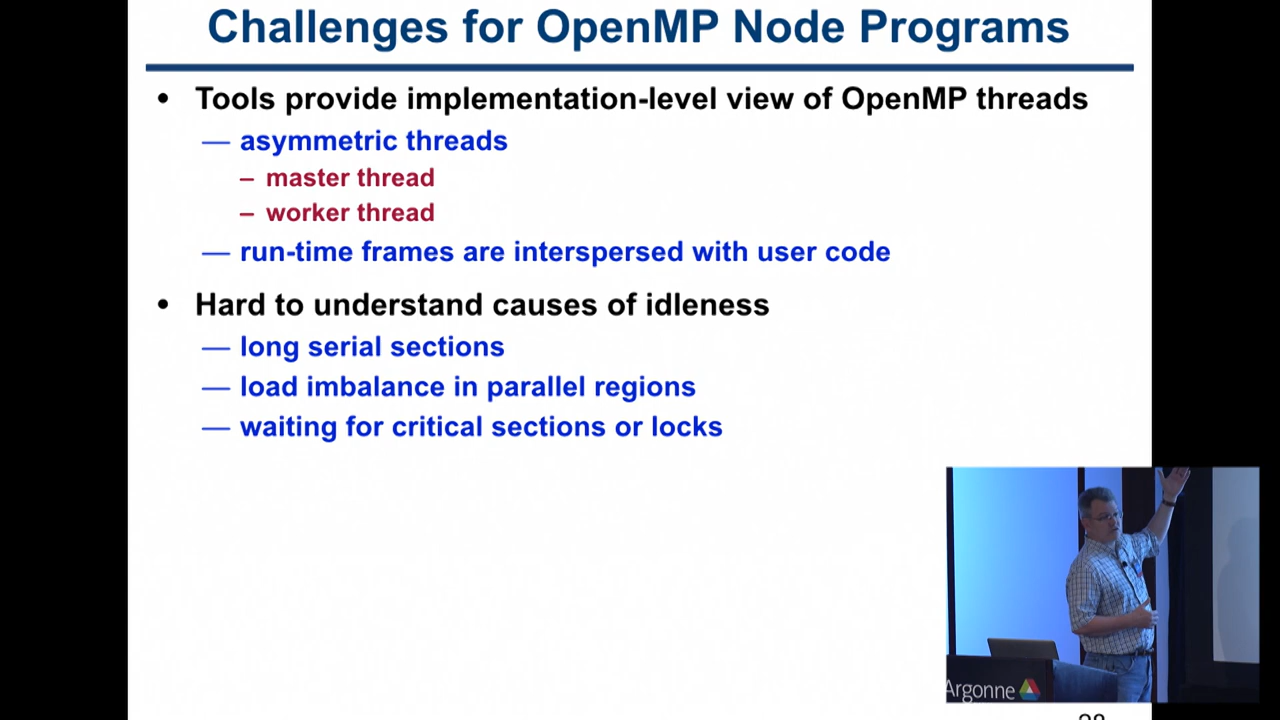 Challenges for OpenMP Node Programs
• Tools provide implementation-level view of OpenMP threads
— asymmetric threads
– master thread
– worker thread
— run-time frames are interspersed with user code
• Hard to understand causes of idleness
— long serial sections
— load imbalance in parallel regions
— waiting for critical sections or locks
Argonne